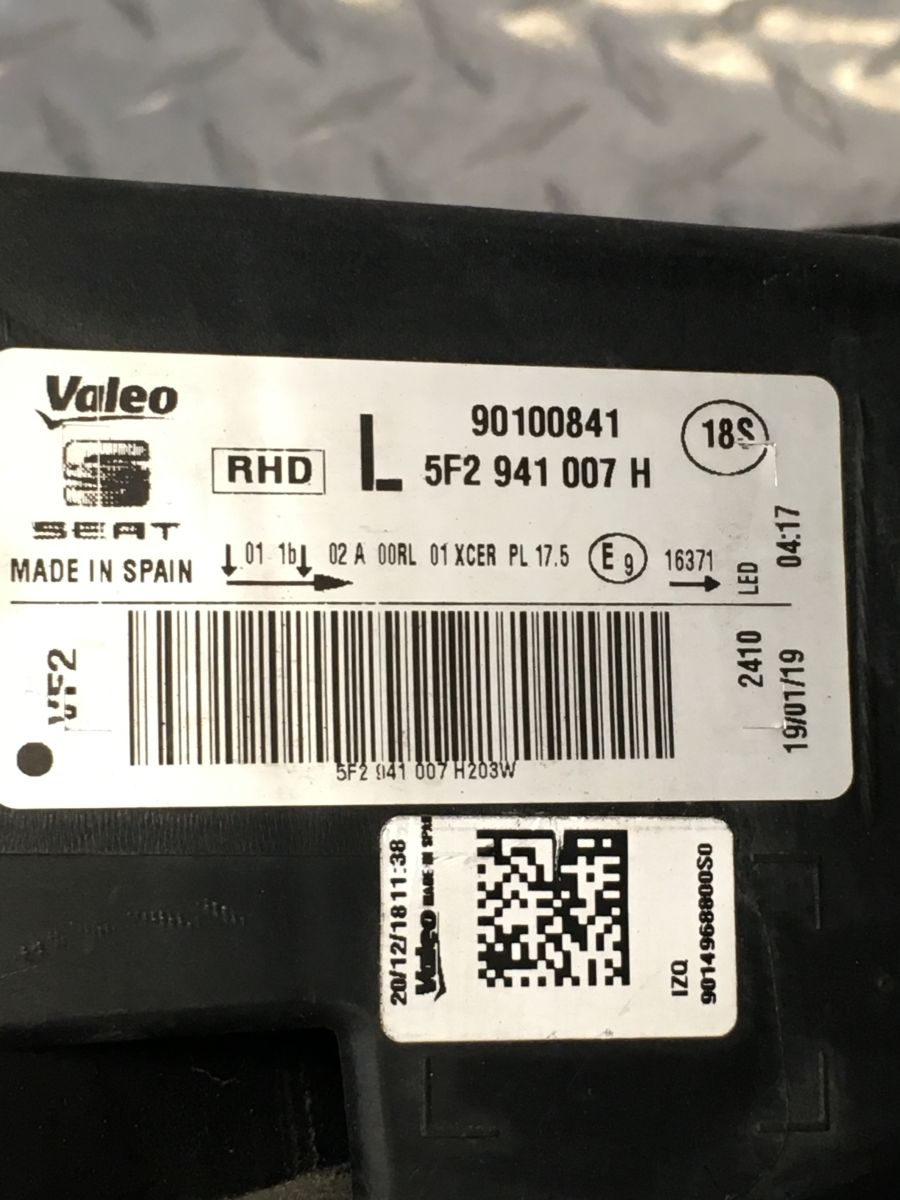 Valeo
SEAT
MADE IN SPAIN
RHD
L
90100841
5F2 941 007 H
18S
01 1b 02 A 00RL 01 XCER PL 17.5 E9 16371
LED 04:17
2410 19/01/19
VF2
5F2 941 007 H203W
20/12/18 11:38
Valeo MADE IN SPAIN
IZQ
9014968800S0